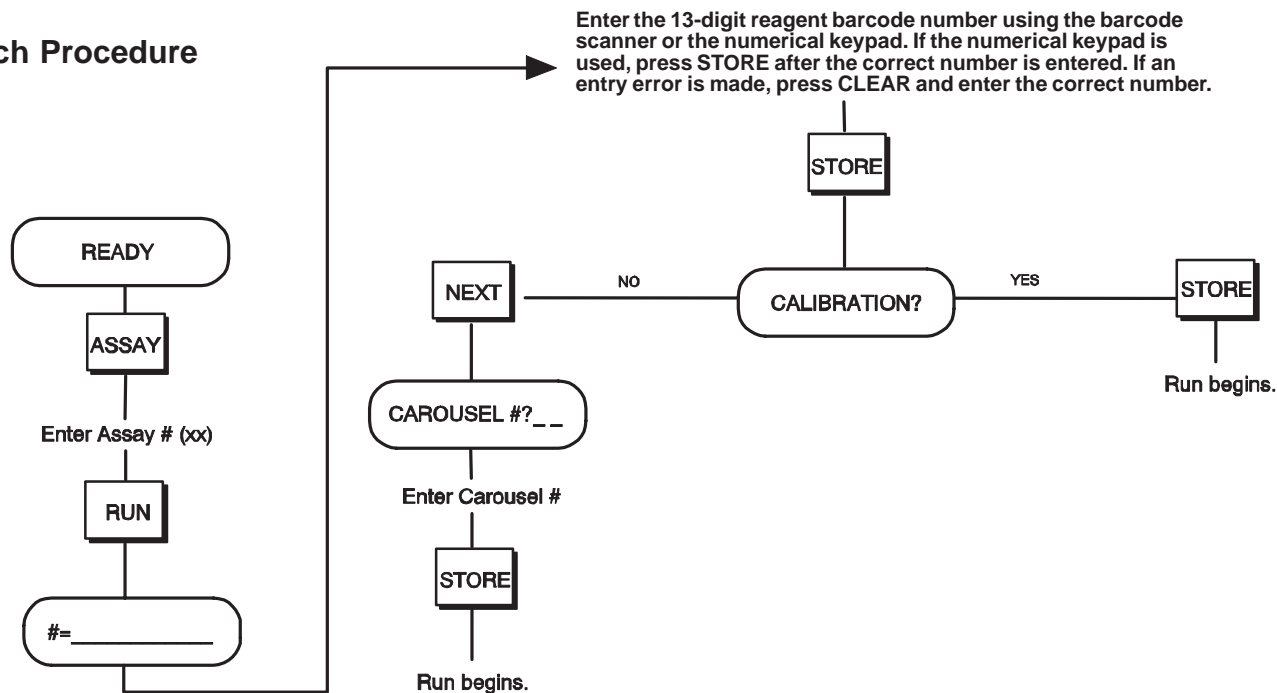 ch Procedure
Enter the 13-digit reagent barcode number using the barcode
scanner or the numerical keypad. If the numerical keypad is
used, press STORE after the correct number is entered. If an
entry error is made, press CLEAR and enter the correct number.
READY
ASSAY
Enter Assay # (xx)
RUN
#=____________
STORE
CALIBRATION?
NO
NEXT
CAROUSEL #?_ _
Enter Carousel #
STORE
Run begins.
YES
STORE
Run begins.